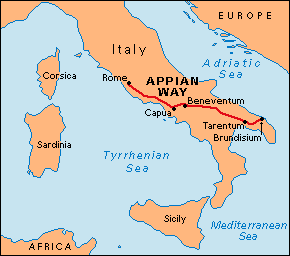 EUROPE
Italy
Adriatic
Sea
Corsica
Rome
APPIAN
WAY
Beneventum
Capua
Tarentum
Brundisium
Sardinia
Tyrrhenian
Sea
Sicily
Mediterranean
Sea
AFRICA